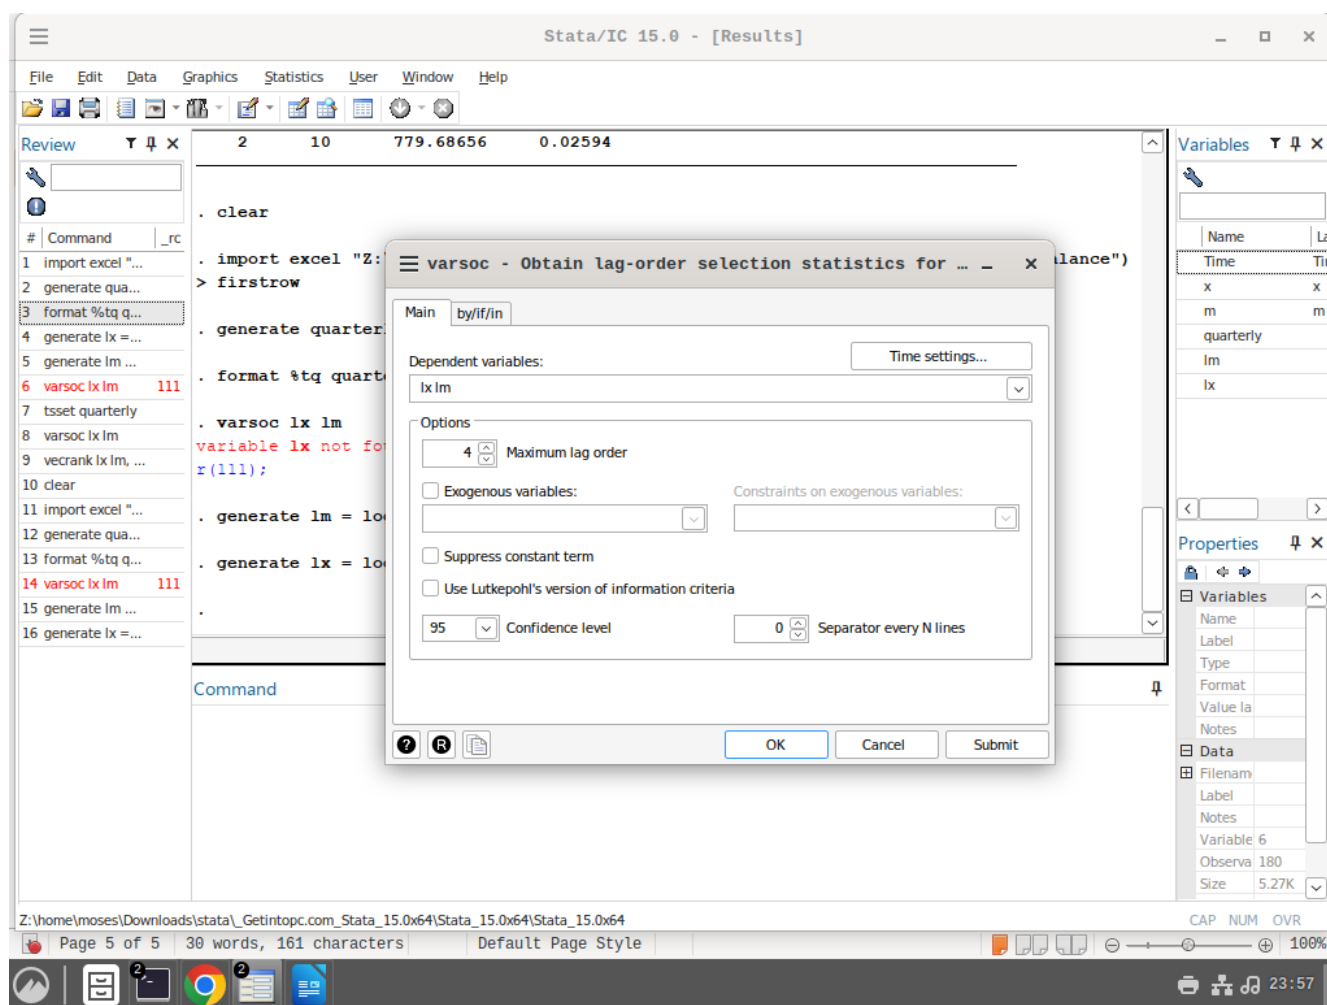 Stata/IC 15.0 - [Results]
File Edit Data Graphics Statistics User Window Help
Review
# Command _rc
1 import excel "...
2 generate qua...
3 format %tq q...
4 generate lx =...
5 generate lm ...
6 varsoc lx lm 111
7 tsset quarterly
8 varsoc lx lm
9 vecrank lx lm, ...
10 clear
11 import excel "...
12 generate qua...
13 format %tq q...
14 varsoc lx lm 111
15 generate lm ...
16 generate lx =...
2 10 779.68656 0.02594
. clear
. import excel "Z:
lance")
> firstrow
. generate quarter
. format %tq quart
. varsoc lx lm
variable lx not fo
r(111);
. generate lm = lo
. generate lx = lo
.
Command
varsoc - Obtain lag-order selection statistics for ...
Main by/if/in
Dependent variables:
Time settings...
lx lm
Options
4 Maximum lag order
Exogenous variables:
Constraints on exogenous variables:
Suppress constant term
Use Lutkepohl's version of information criteria
95 Confidence level
0 Separator every N lines
OK Cancel Submit
Variables
Name La
Time Ti
x x
m m
quarterly
lm
lx
Properties
Variables
Name
Label
Type
Format
Value la
Notes
Data
Filenam
Label
Notes
Variable 6
Observa 180
Size 5.27K
Z:\home\moses\Downloads\stata\_Getintopc.com_Stata_15.0x64\Stata_15.0x64\Stata_15.0x64
CAP NUM OVR
Page 5 of 5 30 words, 161 characters Default Page Style 100%
2 2 23:57